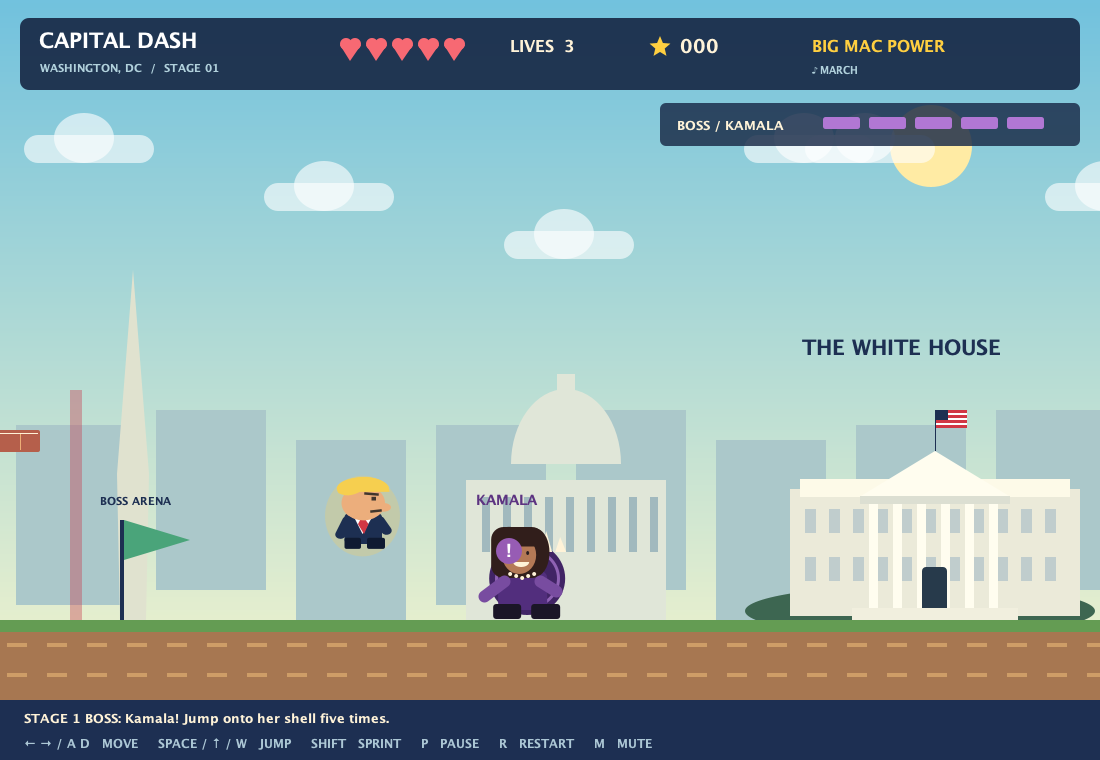 CAPITAL DASH
LIVES 3
000
BIG MAC POWER
WASHINGTON, DC / STAGE 01
♪ MARCH
BOSS / KAMALA
THE WHITE HOUSE
BOSS ARENA
KAMALA
!
STAGE 1 BOSS: Kamala! Jump onto her shell five times.
← → / A D MOVE SPACE / ↑ / W JUMP SHIFT SPRINT P PAUSE R RESTART M MUTE